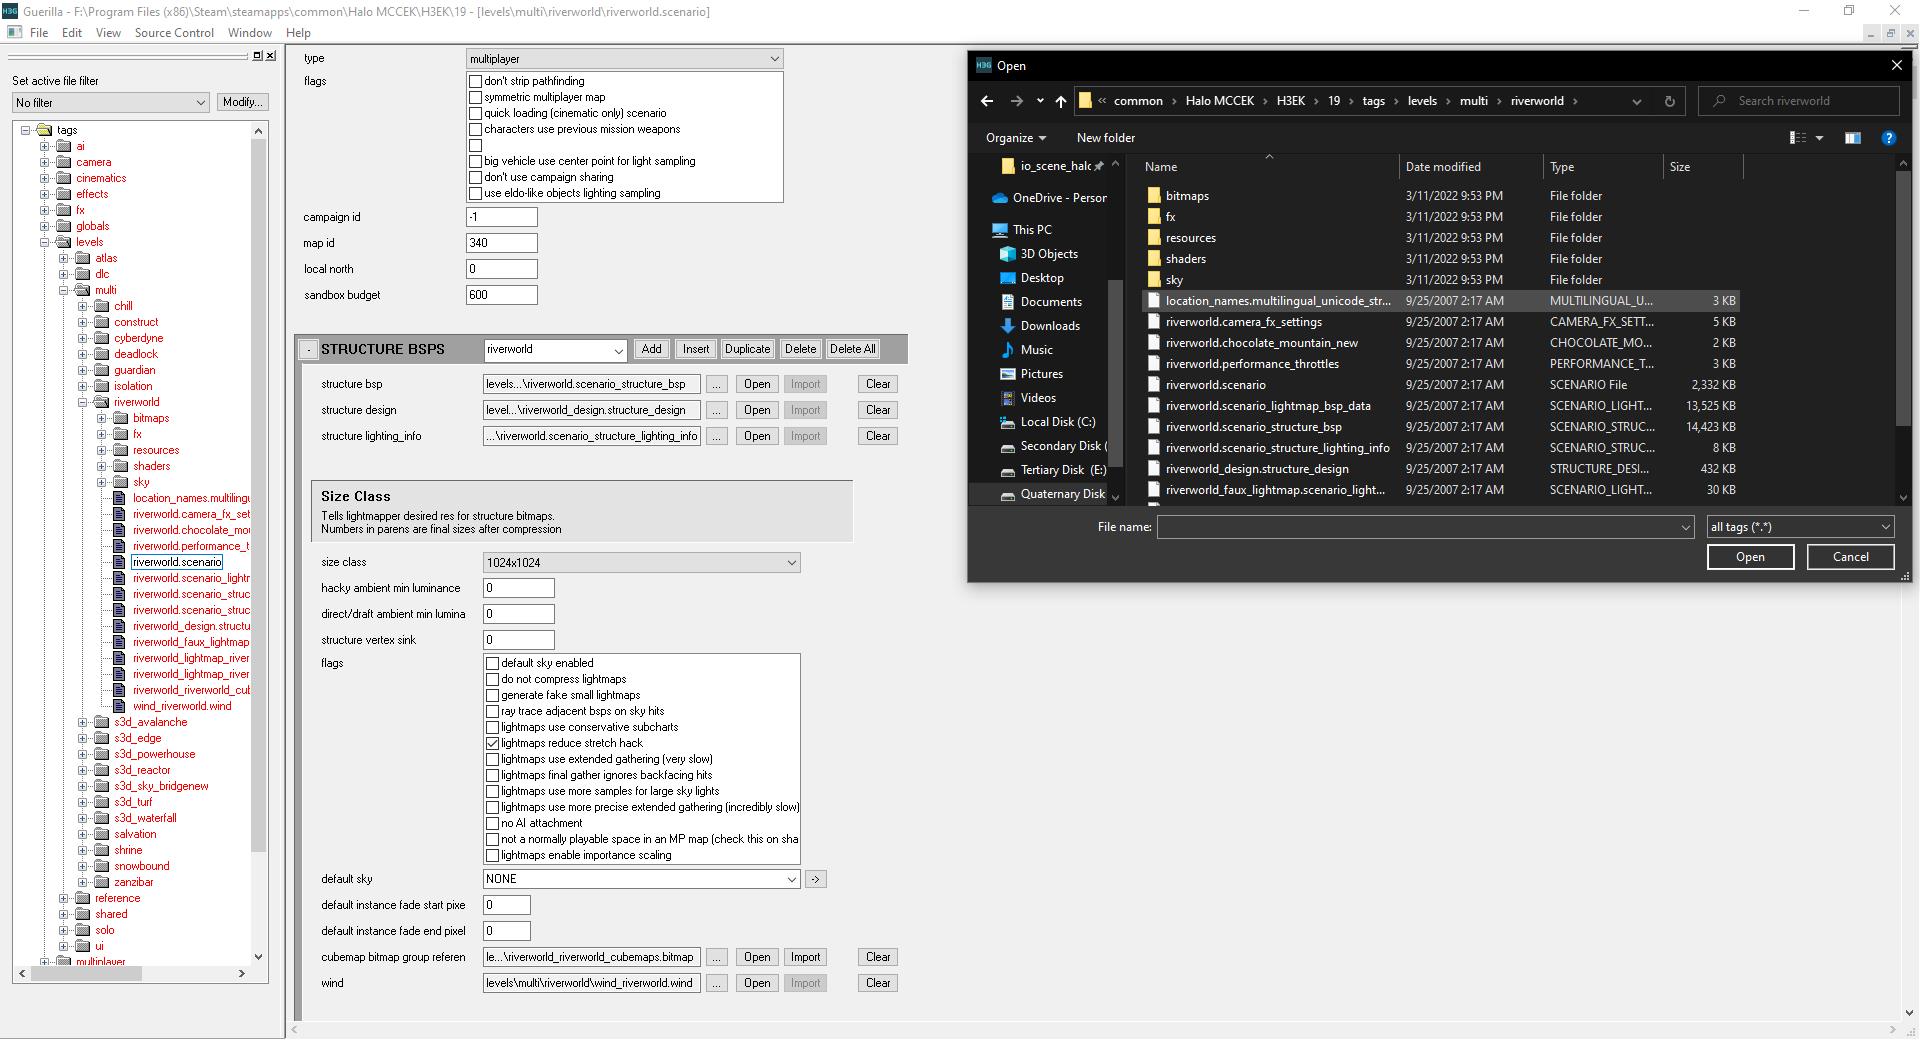 Guerilla - F:\Program Files (x86)\Steam\steamapps\common\Halo MCCEK\H3EK\19 - [levels\multi\riverworld\riverworld.scenario]
File Edit View Source Control Window Help
Set active file filter
No filter
Modify...
tags
ai
camera
cinematics
effects
fx
globals
levels
atlas
dlc
multi
chill
construct
cyberdyne
deadlock
guardian
isolation
riverworld
bitmaps
fx
resources
shaders
sky
location_names.multilingu
riverworld.camera_fx_set
riverworld.chocolate_mou
riverworld.performance_t
riverworld.scenario
riverworld.scenario_lightr
riverworld.scenario_struc
riverworld.scenario_struc
riverworld_design.structu
riverworld_faux_lightmap
riverworld_lightmap_river
riverworld_lightmap_river
riverworld_riverworld_cub
wind_riverworld.wind
s3d_avalanche
s3d_edge
s3d_powerhouse
s3d_reactor
s3d_sky_bridgenew
s3d_turf
s3d_waterfall
salvation
shrine
snowbound
zanzibar
reference
shared
solo
ui
multiplayer
type multiplayer
flags
don't strip pathfinding
symmetric multiplayer map
quick loading (cinematic only) scenario
characters use previous mission weapons
big vehicle use center point for light sampling
don't use campaign sharing
use eldo-like objects lighting sampling
campaign id -1
map id 340
local north 0
sandbox budget 600
- STRUCTURE BSPS riverworld Add Insert Duplicate Delete Delete All
structure bsp levels...\riverworld.scenario_structure_bsp ... Open Import Clear
structure design level...\riverworld_design.structure_design ... Open Import Clear
structure lighting_info ...\riverworld.scenario_structure_lighting_info ... Open Import Clear
Size Class
Tells lightmapper desired res for structure bitmaps.
Numbers in parens are final sizes after compression
size class 1024x1024
hacky ambient min luminance 0
direct/draft ambient min lumina 0
structure vertex sink 0
flags
default sky enabled
do not compress lightmaps
generate fake small lightmaps
ray trace adjacent bsps on sky hits
lightmaps use conservative subcharts
lightmaps reduce stretch hack
lightmaps use extended gathering (very slow)
lightmaps final gather ignores backfacing hits
lightmaps use more samples for large sky lights
lightmaps use more precise extended gathering (incredibly slow)
no AI attachment
not a normally playable space in an MP map (check this on sha
lightmaps enable importance scaling
default sky NONE ->
default instance fade start pixe 0
default instance fade end pixel 0
cubemap bitmap group referen le...\riverworld_riverworld_cubemaps.bitmap ... Open Import Clear
wind levels\multi\riverworld\wind_riverworld.wind ... Open Import Clear
H3G Open
« common > Halo MCCEK > H3EK > 19 > tags > levels > multi > riverworld >
Search riverworld
Organize New folder
io_scene_halo
OneDrive - Person
This PC
3D Objects
Desktop
Documents
Downloads
Music
Pictures
Videos
Local Disk (C:)
Secondary Disk (
Tertiary Disk (E:)
Quaternary Disk
Name Date modified Type Size
bitmaps 3/11/2022 9:53 PM File folder
fx 3/11/2022 9:53 PM File folder
resources 3/11/2022 9:53 PM File folder
shaders 3/11/2022 9:53 PM File folder
sky 3/11/2022 9:53 PM File folder
location_names.multilingual_unicode_str... 9/25/2007 2:17 AM MULTILINGUAL_U... 3 KB
riverworld.camera_fx_settings 9/25/2007 2:17 AM CAMERA_FX_SETT... 5 KB
riverworld.chocolate_mountain_new 9/25/2007 2:17 AM CHOCOLATE_MO... 2 KB
riverworld.performance_throttles 9/25/2007 2:17 AM PERFORMANCE_T... 3 KB
riverworld.scenario 9/25/2007 2:17 AM SCENARIO File 2,332 KB
riverworld.scenario_lightmap_bsp_data 9/25/2007 2:17 AM SCENARIO_LIGHT... 13,525 KB
riverworld.scenario_structure_bsp 9/25/2007 2:17 AM SCENARIO_STRUC... 14,423 KB
riverworld.scenario_structure_lighting_info 9/25/2007 2:17 AM SCENARIO_STRUC... 8 KB
riverworld_design.structure_design 9/25/2007 2:17 AM STRUCTURE_DESI... 432 KB
riverworld_faux_lightmap.scenario_light... 9/25/2007 2:17 AM SCENARIO_LIGHT... 30 KB
File name: all tags (*.*)
Open Cancel